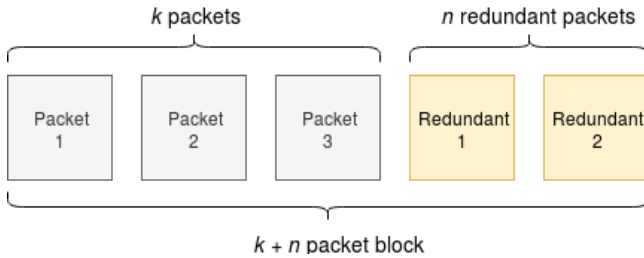 k packets
n redundant packets
Packet
1
Packet
2
Packet
3
Redundant
1
Redundant
2
k + n packet block